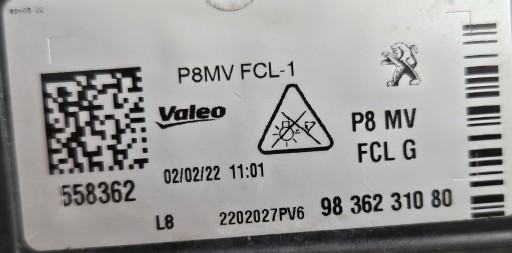 P8MV FCL-1
Valeo
P8 MV
FCL G
02/02/22 11:01
558362
L8 2202027PV6 98 362 310 80